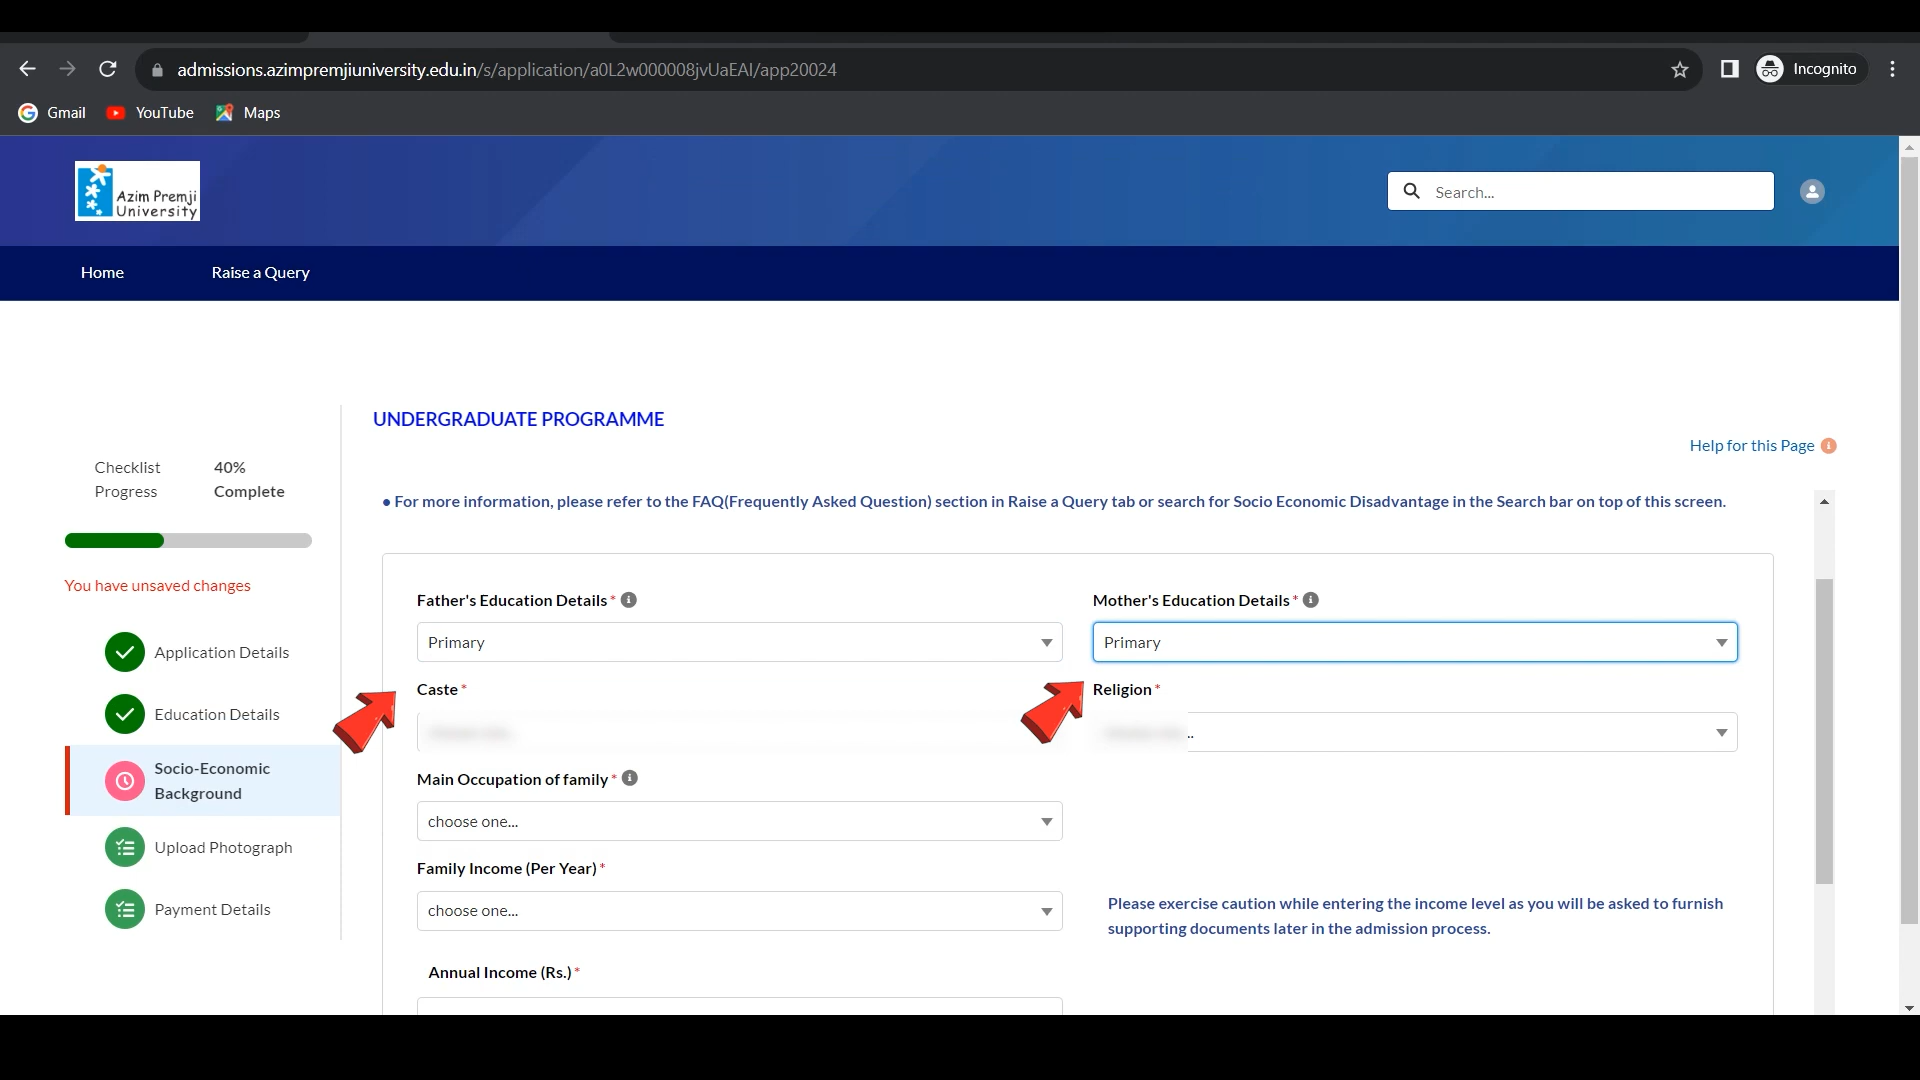 admissions.azimpremjiuniversity.edu.in/s/application/a0L2w000008jvUaEAI/app20024
Incognito
Gmail
YouTube
Maps
Azim Premji
University
Search...
Home
Raise a Query
UNDERGRADUATE PROGRAMME
Help for this Page
Checklist
Progress
40%
Complete
• For more information, please refer to the FAQ(Frequently Asked Question) section in Raise a Query tab or search for Socio Economic Disadvantage in the Search bar on top of this screen.
You have unsaved changes
Application Details
Education Details
Socio-Economic
Background
Upload Photograph
Payment Details
Father's Education Details *
Mother's Education Details *
Primary
Primary
Caste *
Religion *
Main Occupation of family *
choose one...
Family Income (Per Year) *
choose one...
Please exercise caution while entering the income level as you will be asked to furnish
supporting documents later in the admission process.
Annual Income (Rs.) *